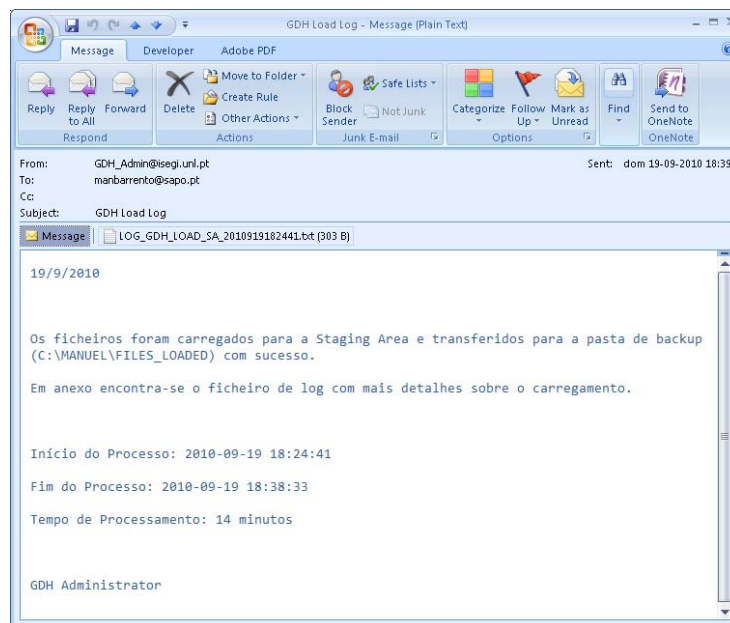 GDH Load Log - Message (Plain Text)
Message Developer Adobe PDF
Reply Reply to All Forward Delete Move to Folder Create Rule Other Actions Block Sender Safe Lists Not Junk Categorize Follow Up Mark as Unread Find Send to OneNote
Respond Actions Junk E-mail Options OneNote
From: GDH_Admin@isegi.unl.pt Sent: dom 19-09-2010 18:39
To: manbarrento@sapo.pt
Cc:
Subject: GDH Load Log
Message LOG_GDH_LOAD_SA_2010919182441.txt (303 B)
19/9/2010
Os ficheiros foram carregados para a Staging Area e transferidos para a pasta de backup
(C:\MANUEL\FILES_LOADED) com sucesso.
Em anexo encontra-se o ficheiro de log com mais detalhes sobre o carregamento.
Início do Processo: 2010-09-19 18:24:41
Fim do Processo: 2010-09-19 18:38:33
Tempo de Processamento: 14 minutos
GDH Administrator